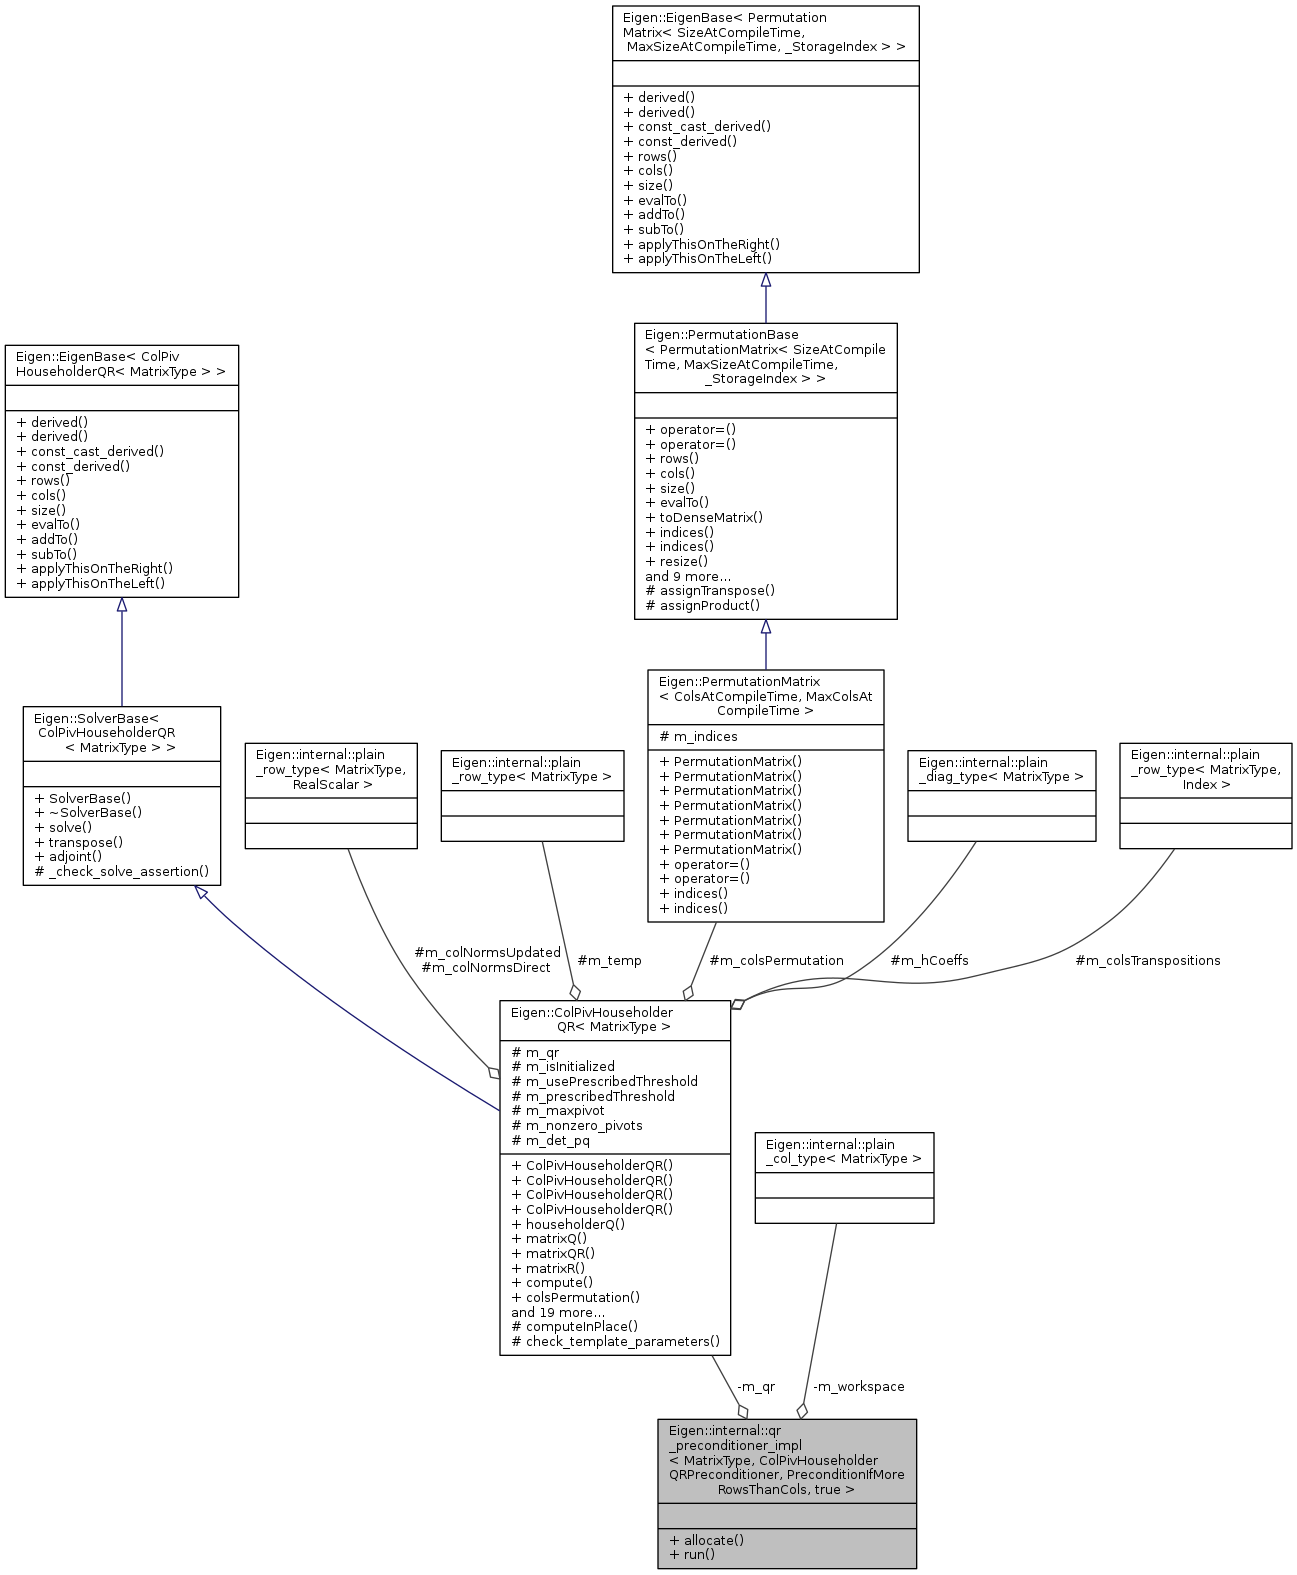 Eigen::EigenBase< Permutation
Matrix< SizeAtCompileTime,
MaxSizeAtCompileTime, _StorageIndex > >
+ derived()
+ derived()
+ const_cast_derived()
+ const_derived()
+ rows()
+ cols()
+ size()
+ evalTo()
+ addTo()
+ subTo()
+ applyThisOnTheRight()
+ applyThisOnTheLeft()
Eigen::PermutationBase
< PermutationMatrix< SizeAtCompile
Time, MaxSizeAtCompileTime,
_StorageIndex > >
+ operator=()
+ operator=()
+ rows()
+ cols()
+ size()
+ evalTo()
+ toDenseMatrix()
+ indices()
+ indices()
+ resize()
and 9 more...
# assignTranspose()
# assignProduct()
Eigen::EigenBase< ColPiv
HouseholderQR< MatrixType > >
+ derived()
+ derived()
+ const_cast_derived()
+ const_derived()
+ rows()
+ cols()
+ size()
+ evalTo()
+ addTo()
+ subTo()
+ applyThisOnTheRight()
+ applyThisOnTheLeft()
Eigen::SolverBase<
ColPivHouseholderQR
< MatrixType > >
+ SolverBase()
+ ~SolverBase()
+ solve()
+ transpose()
+ adjoint()
# _check_solve_assertion()
Eigen::internal::plain
_row_type< MatrixType,
RealScalar >
Eigen::internal::plain
_row_type< MatrixType >
Eigen::PermutationMatrix
< ColsAtCompileTime, MaxColsAt
CompileTime >
# m_indices
+ PermutationMatrix()
+ PermutationMatrix()
+ PermutationMatrix()
+ PermutationMatrix()
+ PermutationMatrix()
+ PermutationMatrix()
+ PermutationMatrix()
+ operator=()
+ operator=()
+ indices()
+ indices()
Eigen::internal::plain
_diag_type< MatrixType >
Eigen::internal::plain
_row_type< MatrixType,
Index >
#m_colNormsUpdated
#m_colNormsDirect
#m_temp
#m_colsPermutation
#m_hCoeffs
#m_colsTranspositions
Eigen::ColPivHouseholder
QR< MatrixType >
# m_qr
# m_isInitialized
# m_usePrescribedThreshold
# m_prescribedThreshold
# m_maxpivot
# m_nonzero_pivots
# m_det_pq
+ ColPivHouseholderQR()
+ ColPivHouseholderQR()
+ ColPivHouseholderQR()
+ ColPivHouseholderQR()
+ householderQ()
+ matrixQ()
+ matrixQR()
+ matrixR()
+ compute()
+ colsPermutation()
and 19 more...
# computeInPlace()
# check_template_parameters()
Eigen::internal::plain
_col_type< MatrixType >
-m_qr
-m_workspace
Eigen::internal::qr
_preconditioner_impl
< MatrixType, ColPivHouseholder
QRPreconditioner, PreconditionIfMore
RowsThanCols, true >
+ allocate()
+ run()